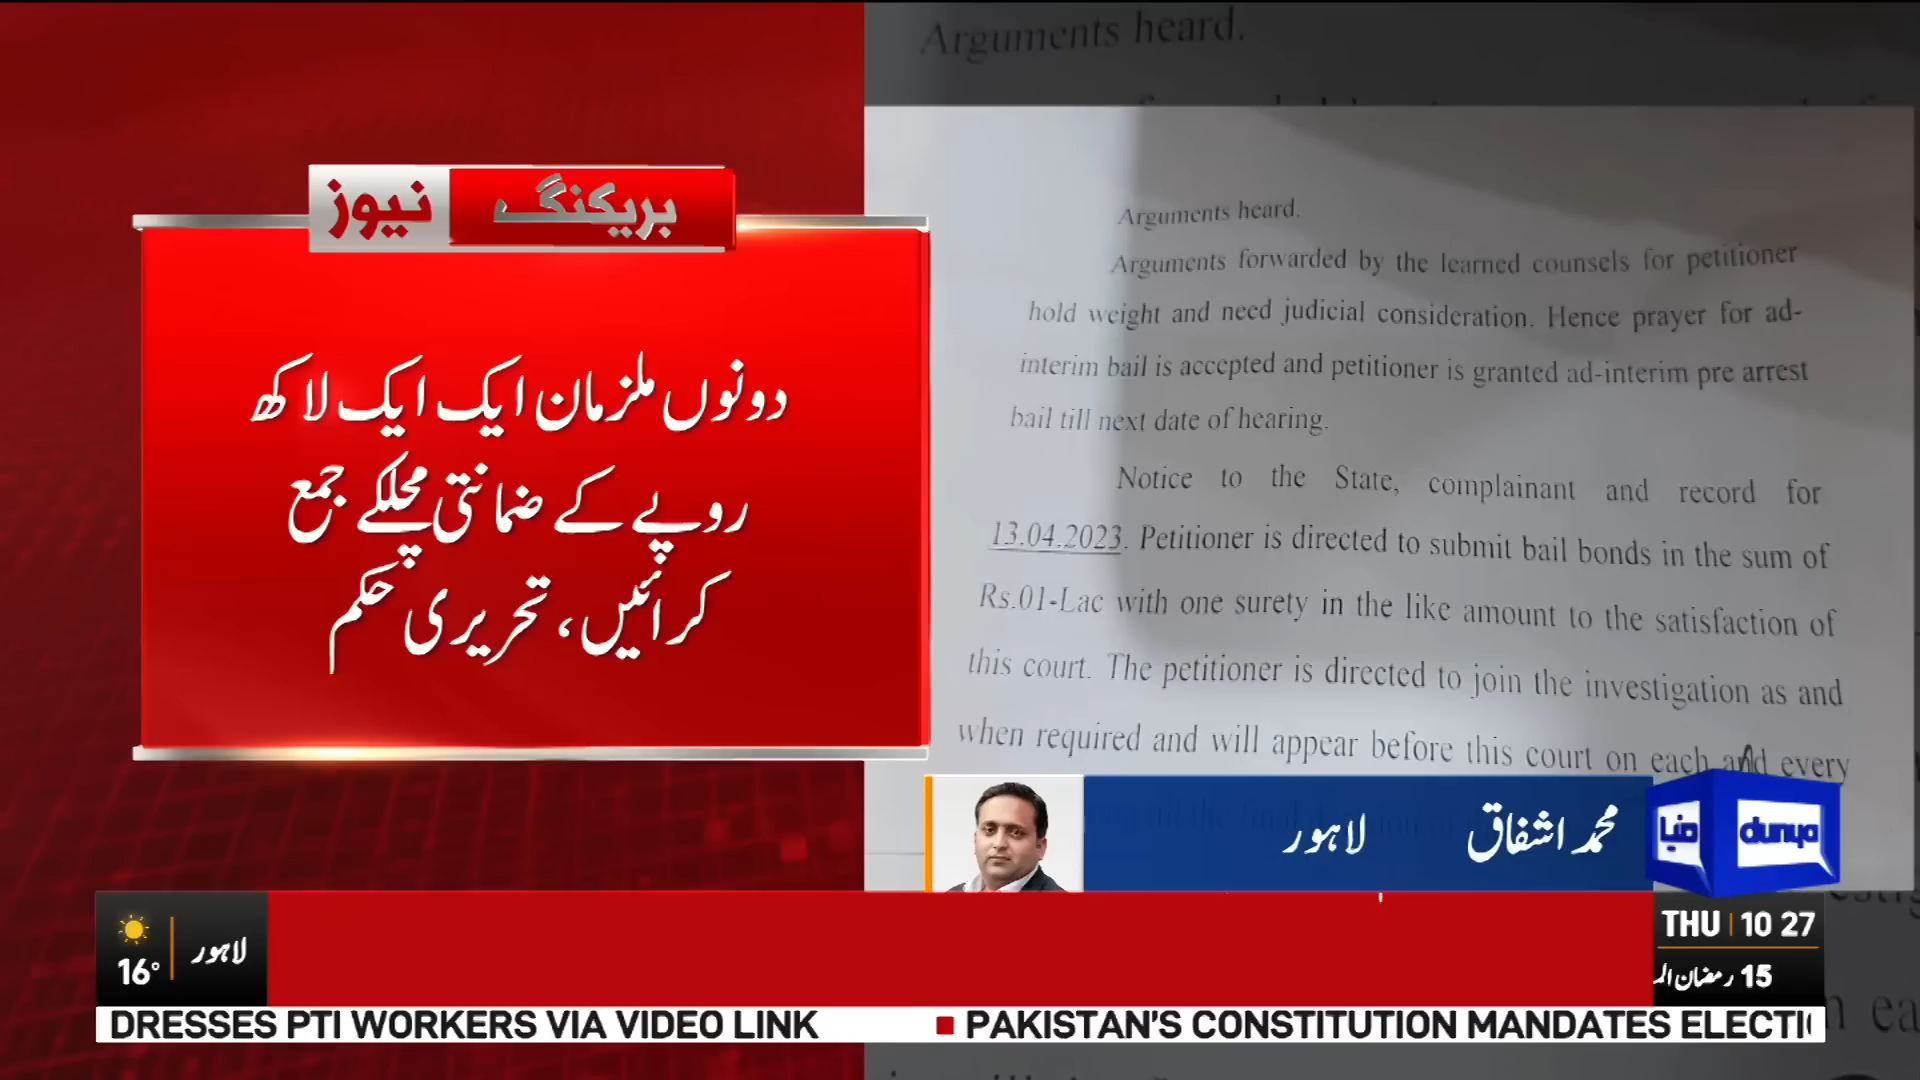 Arguments heard.
بریکنگ نیوز
دونوں ملزمان ایک ایک لاکھ
روپے کے ضمانتی مچلکے جمع
کرائیں، تحریری حکم
Arguments heard.
Arguments forwarded by the learned counsels for petitioner
hold weight and need judicial consideration. Hence prayer for ad-
interim bail is accepted and petitioner is granted ad-interim pre arrest
bail till next date of hearing.
Notice to the State, complainant and record for
13.04.2023. Petitioner is directed to submit bail bonds in the sum of
Rs.01-Lac with one surety in the like amount to the satisfaction of
this court. The petitioner is directed to join the investigation as and
when required and will appear before this court on each and every
محمد اشفاق لاہور
دنیا dunya
لاہور 16°
THU 10 27
15 رمضان الم
DRESSES PTI WORKERS VIA VIDEO LINK PAKISTAN'S CONSTITUTION MANDATES ELECTI